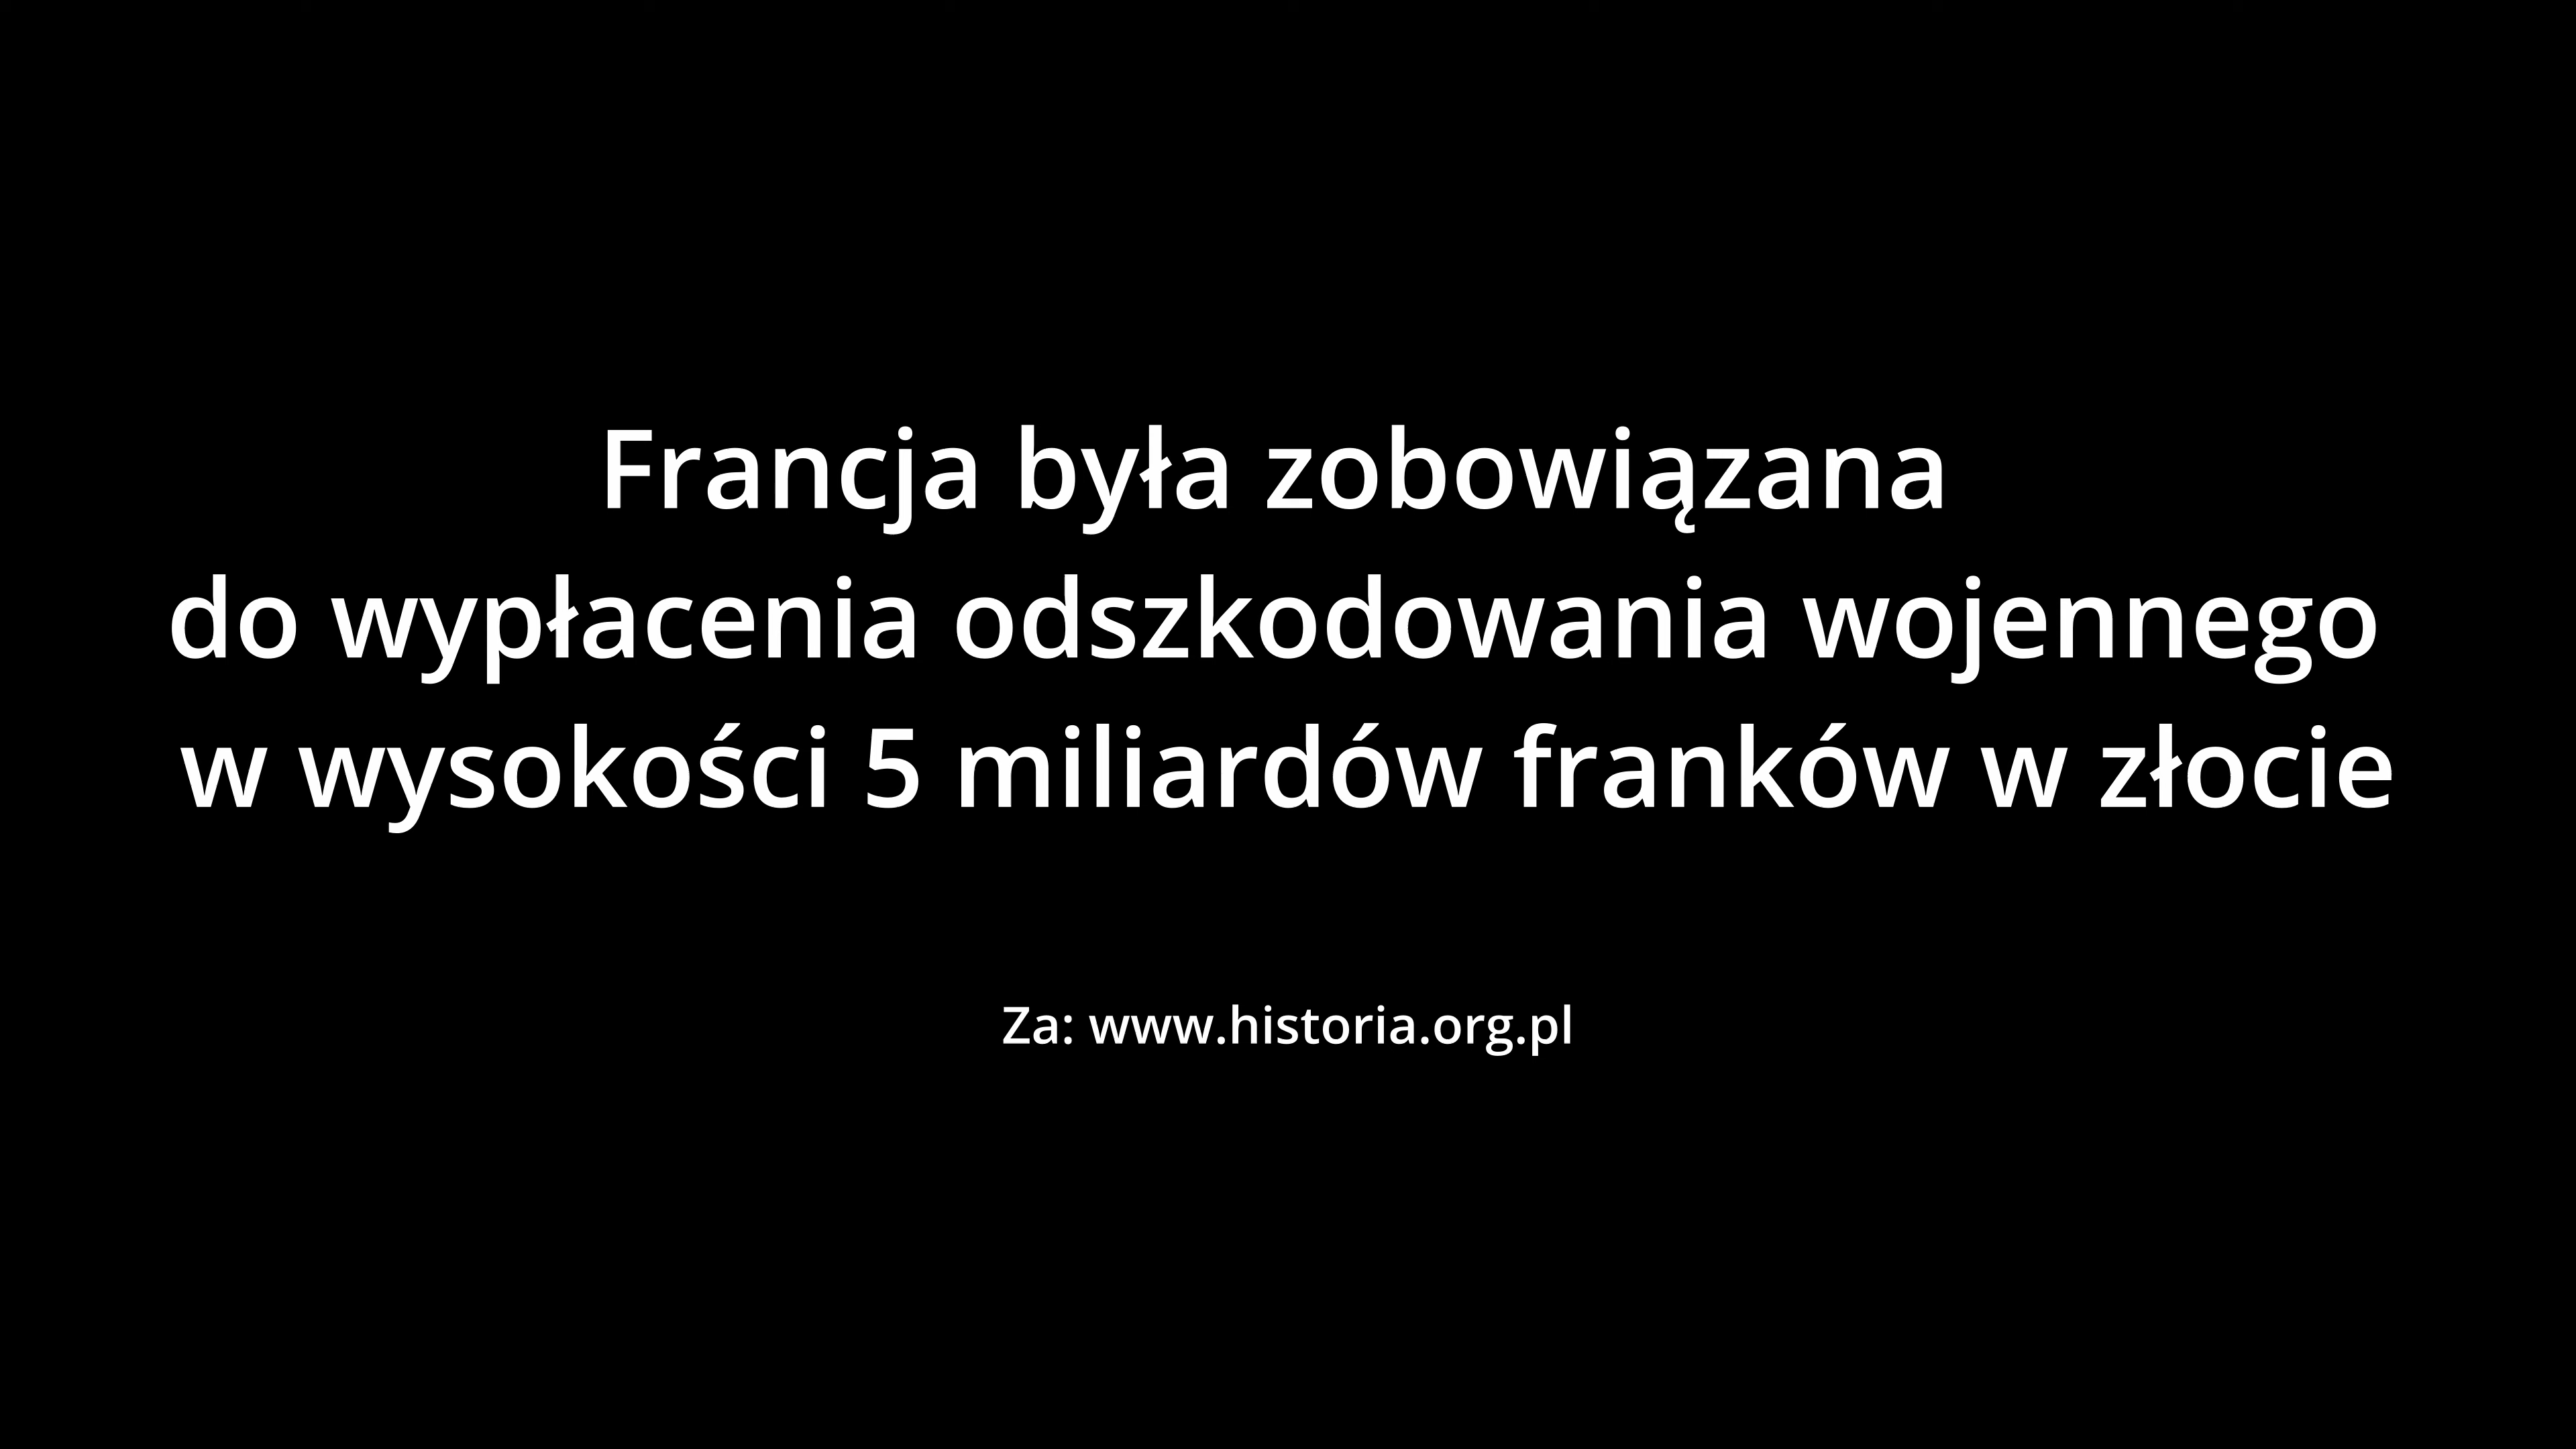 Francja była zobowiązana
do wypłacenia odszkodowania wojennego
w wysokości 5 miliardów franków w złocie
Za: www.historia.org.pl